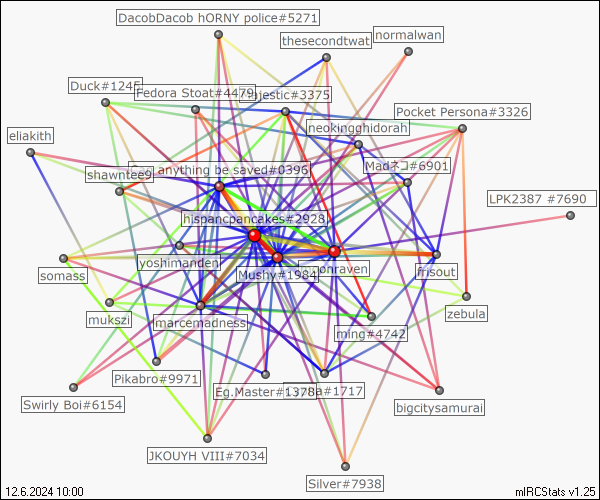 DacobDacob hORNY police#5271
normalwan
thesecondtwat
Duck#124
Fedora Stoat#4479
ajestic#3375
Pocket Persona#3326
neokingghidorah
eliakith
anything be saved#0396
Madネコ#6901
shawntee9
LPK2387 #7690
hispancpancakes#2928
yoshimanden
onraven
frisout
somass
Mushy#1984
mukszi
marcemadness
zebula
ming#4742
Pikabro#9971
Eg.Master#1378
a#1717
Swirly Boi#6154
bigcitysamurai
JKOUYH VIII#7034
Silver#7938
12.6.2024 10:00
mIRCStats v1.25